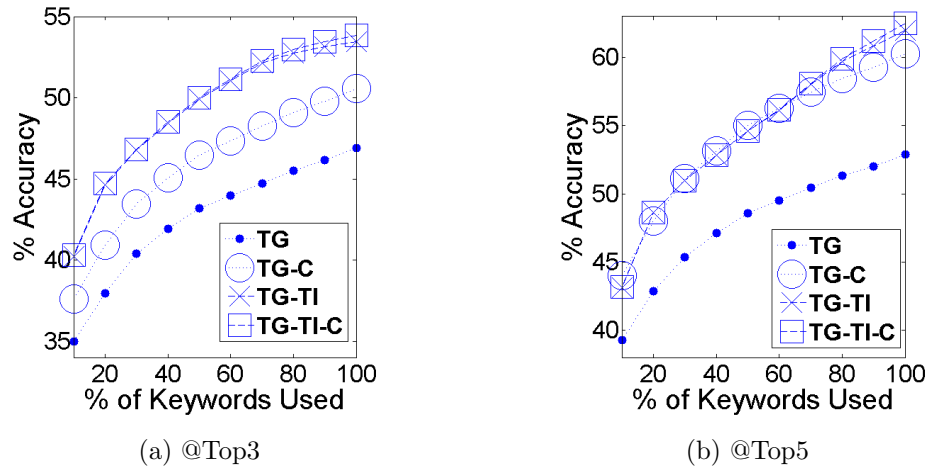 55
50
45
40
35
% Accuracy
TG
TG-C
TG-TI
TG-TI-C
20 40 60 80 100
% of Keywords Used
(a) @Top3
60
55
50
45
40
% Accuracy
TG
TG-C
TG-TI
TG-TI-C
20 40 60 80 100
% of Keywords Used
(b) @Top5